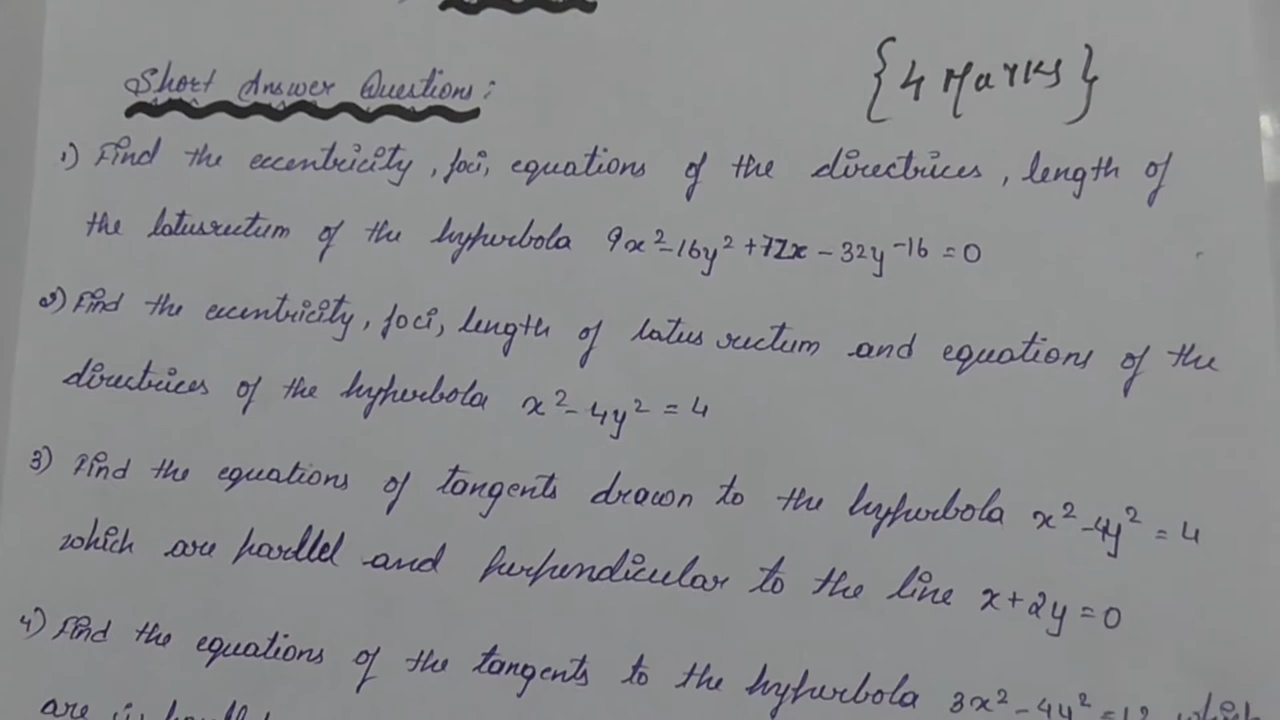 Short Answer Questions:
{4 Marks}
1) Find the eccentricity, foci, equations of the directrices, length of
the latusrectum of the hyperbola 9x²-16y²+72x-32y-16=0
2) Find the eccentricity, foci, length of latus rectum and equations of the
directrices of the hyperbola x²-4y²=4
3) Find the equations of tangents drawn to the hyperbola x²-4y²=4
which are parllel and perpendicular to the line x+2y=0
4) Find the equations of the tangents to the hyperbola 3x²-4y²=12 which
are